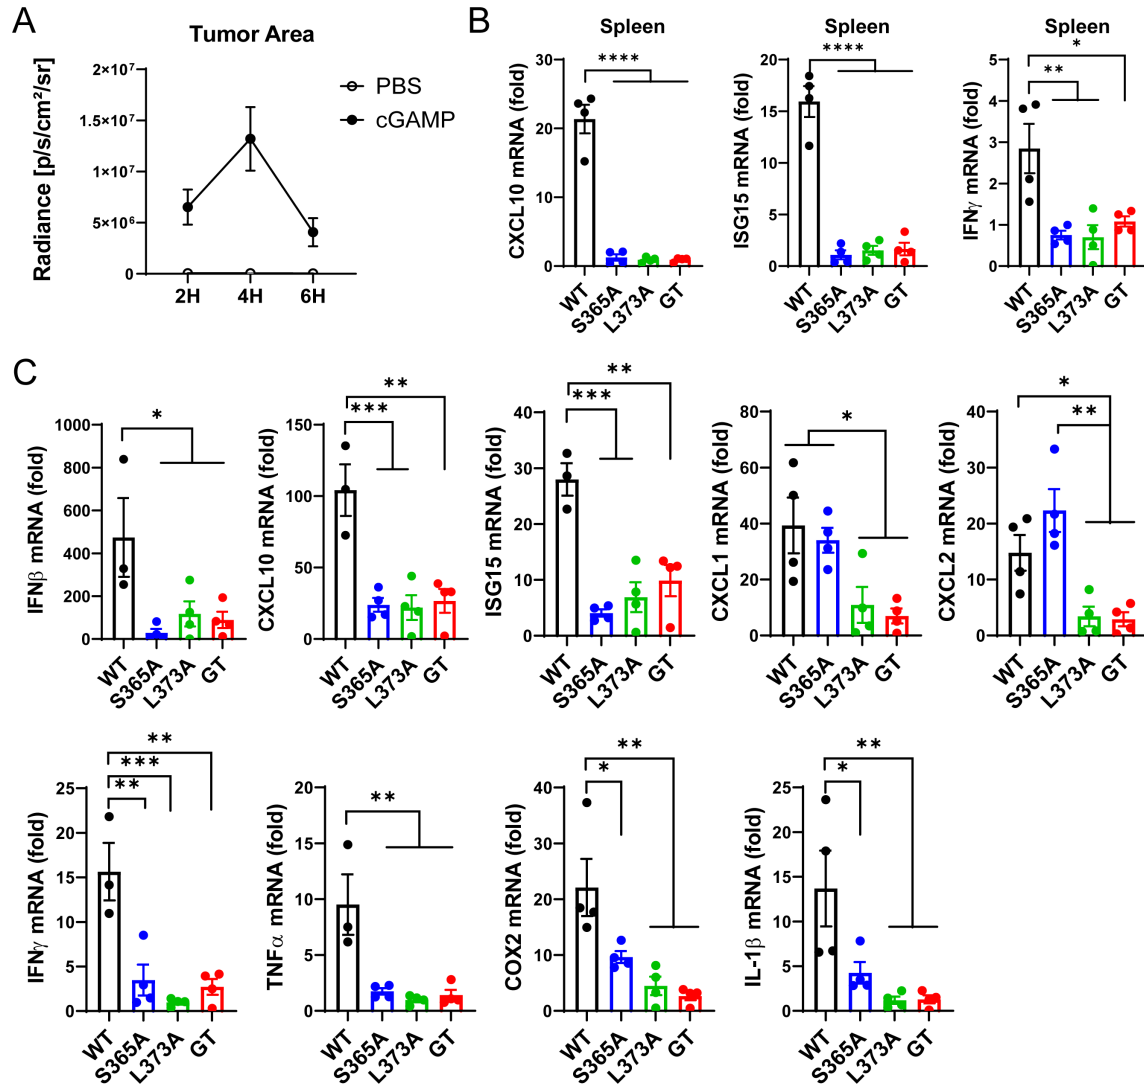 A
Tumor Area
Radiance [p/s/cm²/sr]
2×10⁷
1.5×10⁷
1×10⁷
5×10⁶
0
2H 4H 6H
PBS
cGAMP
B
Spleen
CXCL10 mRNA (fold)
30
20
10
0
****
WT S365A L373A GT
Spleen
ISG15 mRNA (fold)
20
15
10
5
0
****
WT S365A L373A GT
Spleen
IFNγ mRNA (fold)
5
4
3
2
1
0
*
**
WT S365A L373A GT
C
IFNβ mRNA (fold)
1000
800
600
400
200
0
*
WT S365A L373A GT
CXCL10 mRNA (fold)
150
100
50
0
**
***
WT S365A L373A GT
ISG15 mRNA (fold)
40
30
20
10
0
**
***
WT S365A L373A GT
CXCL1 mRNA (fold)
80
60
40
20
0
*
WT S365A L373A GT
CXCL2 mRNA (fold)
40
30
20
10
0
*
**
WT S365A L373A GT
IFNγ mRNA (fold)
25
20
15
10
5
0
**
***
**
WT S365A L373A GT
TNFα mRNA (fold)
20
15
10
5
0
**
WT S365A L373A GT
COX2 mRNA (fold)
40
30
20
10
0
**
*
WT S365A L373A GT
IL-1β mRNA (fold)
25
20
15
10
5
0
**
*
WT S365A L373A GT